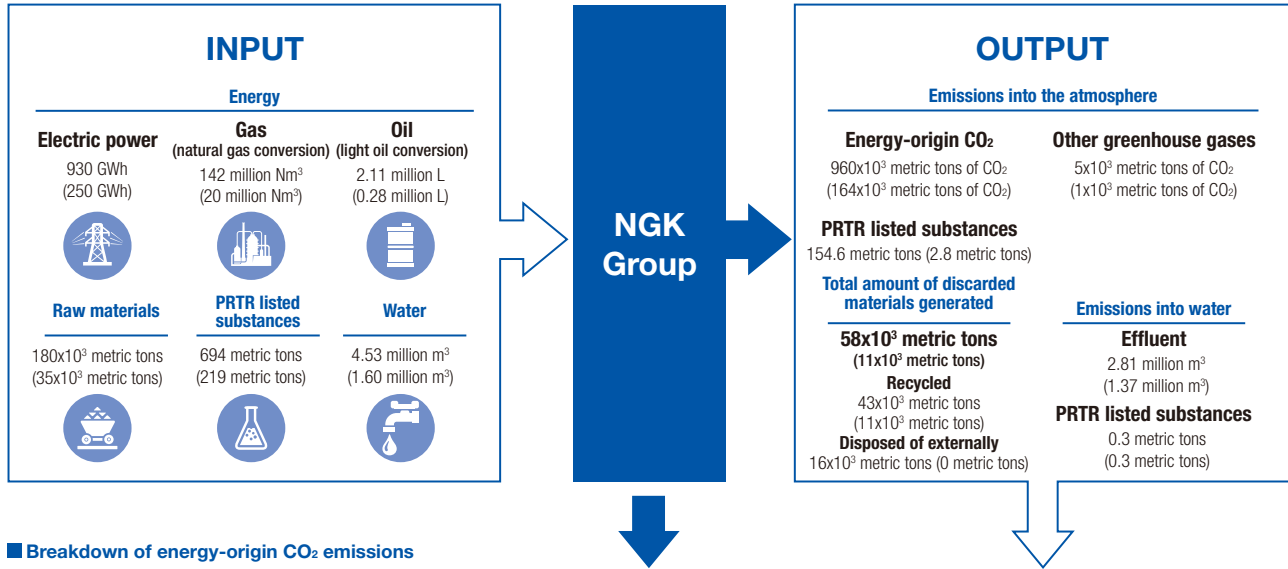 INPUT
Energy
Electric power
930 GWh
(250 GWh)
Gas
(natural gas conversion)
142 million Nm³
(20 million Nm³)
Oil
(light oil conversion)
2.11 million L
(0.28 million L)
Raw materials
180x10³ metric tons
(35x10³ metric tons)
PRTR listed
substances
694 metric tons
(219 metric tons)
Water
4.53 million m³
(1.60 million m³)
NGK
Group
OUTPUT
Emissions into the atmosphere
Energy-origin CO₂
960x10³ metric tons of CO₂
(164x10³ metric tons of CO₂)
Other greenhouse gases
5x10³ metric tons of CO₂
(1x10³ metric tons of CO₂)
PRTR listed substances
154.6 metric tons (2.8 metric tons)
Total amount of discarded
materials generated
58x10³ metric tons
(11x10³ metric tons)
Recycled
43x10³ metric tons
(11x10³ metric tons)
Disposed of externally
16x10³ metric tons (0 metric tons)
Emissions into water
Effluent
2.81 million m³
(1.37 million m³)
PRTR listed substances
0.3 metric tons
(0.3 metric tons)
Breakdown of energy-origin CO₂ emissions